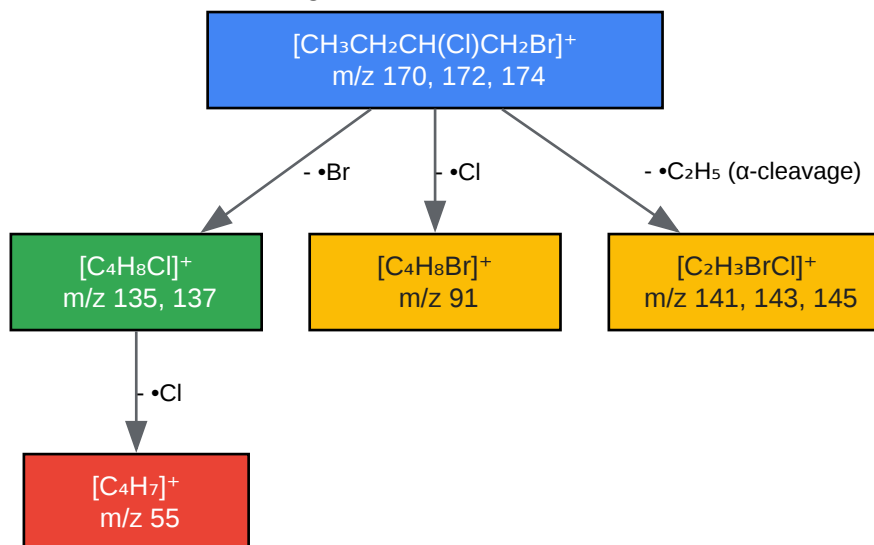 [CH₃CH₂CH(Cl)CH₂Br]⁺
m/z 170, 172, 174
- •Br
- •Cl
- •C₂H₅ (α-cleavage)
[C₄H₈Cl]⁺
m/z 135, 137
[C₄H₈Br]⁺
m/z 91
[C₂H₃BrCl]⁺
m/z 141, 143, 145
- •Cl
[C₄H₇]⁺
m/z 55